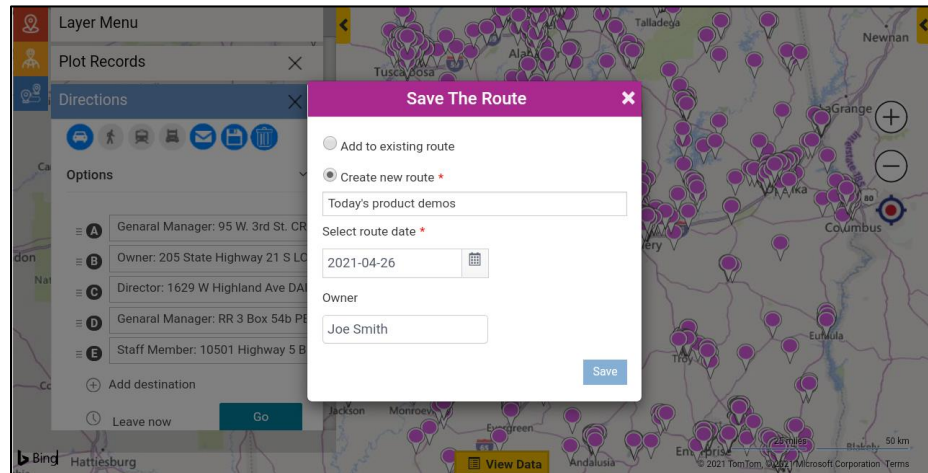 Layer Menu
Plot Records
Directions
Options
A
Genaral Manager: 95 W. 3rd St. CR
B
Owner: 205 State Highway 21 S LC
C
Director: 1629 W Highland Ave DA
D
Genaral Manager: RR 3 Box 54b PE
E
Staff Member: 10501 Highway 5 B
Add destination
Leave now
Go
Save The Route
Add to existing route
Create new route *
Today's product demos
Select route date *
2021-04-26
Owner
Joe Smith
Save
Talladega
Newnan
LaGrange
80
Columbus
Eufaula
Troy
Jackson
Evergreen
65
Andalusia
Hattiesburg
Bing
View Data
25 miles
50 km
© 2021 TomTom, © 2021 Microsoft Corporation Terms